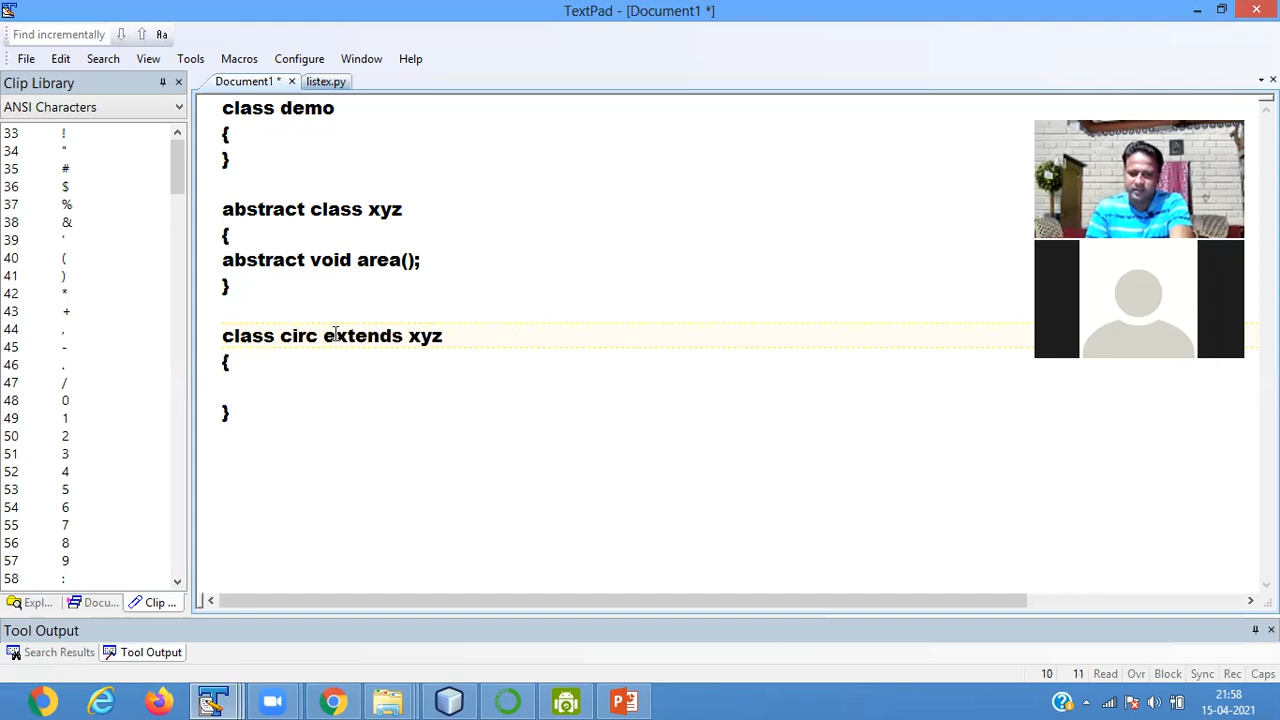 TextPad - [Document1 *]
Find incrementally
Aa
File Edit Search View Tools Macros Configure Window Help
Clip Library
Document1 *
listex.py
ANSI Characters
33 !
34 "
35 #
36 $
37 %
38 &
39 '
40 (
41 )
42 *
43 +
44 ,
45 -
46 .
47 /
48 0
49 1
50 2
51 3
52 4
53 5
54 6
55 7
56 8
57 9
58 :
class demo
{
}
abstract class xyz
{
abstract void area();
}
class circ extends xyz
{
}
Expl... Docu... Clip ...
Tool Output
Search Results Tool Output
10 11 Read Ovr Block Sync Rec Caps
21:58
15-04-2021